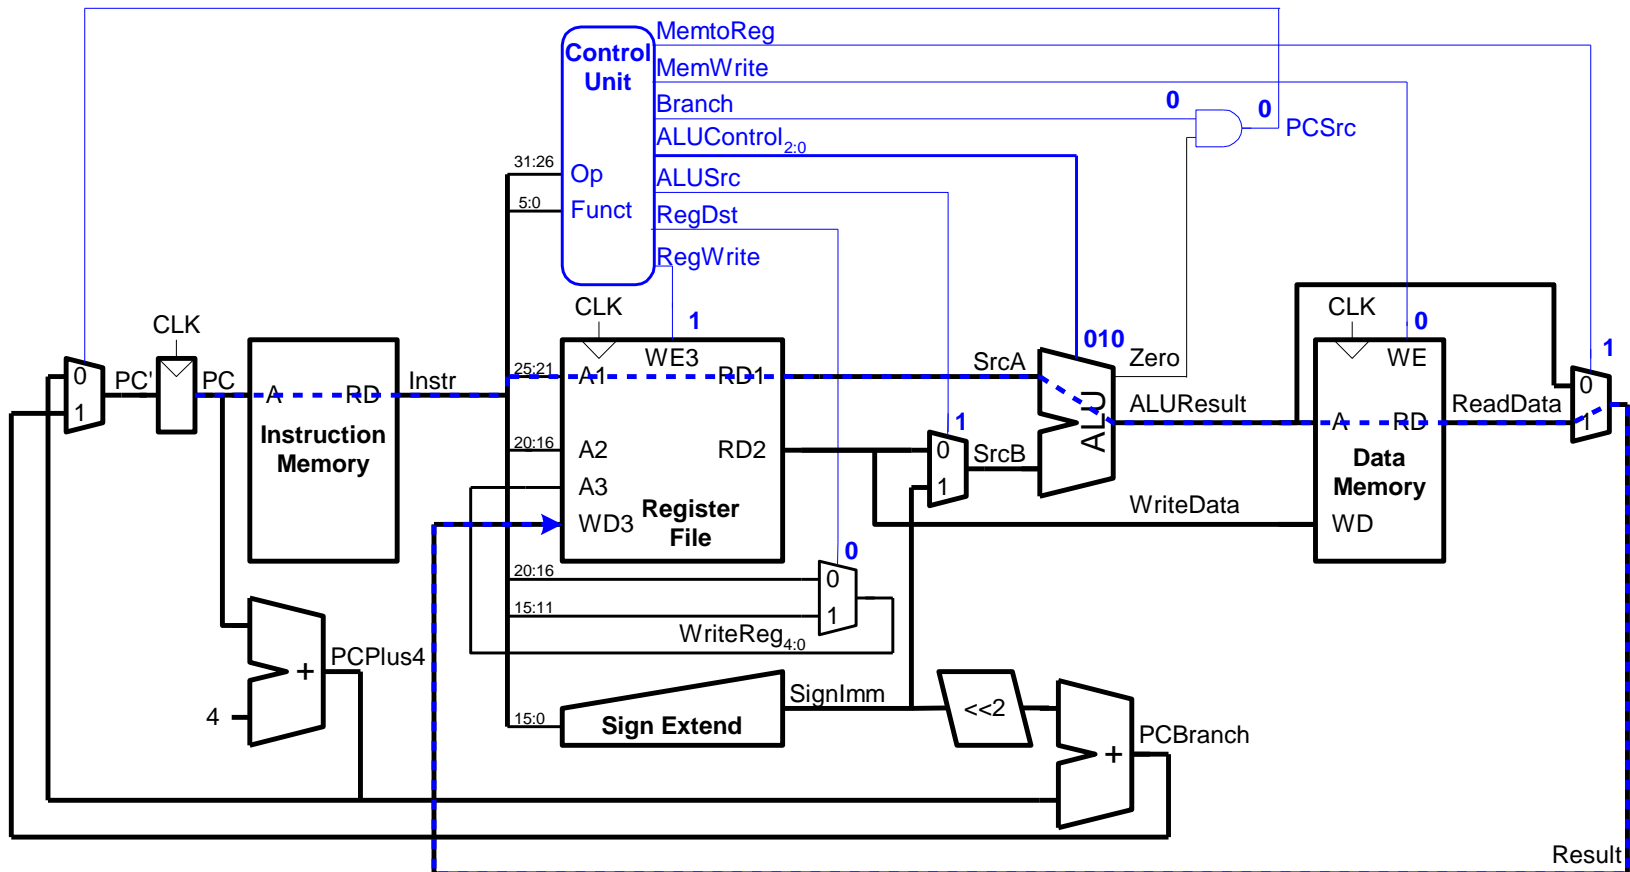 MemtoReg
Control
Unit
MemWrite
Branch
0
0
PCSrc
ALUControl2:0
31:26
Op
ALUSrc
5:0
Funct
RegDst
RegWrite
CLK
CLK
CLK
1
010
0
1
WE3
Zero
WE
0
PC'
PC
A
RD
Instr
25:21
A1
RD1
SrcA
0
1
ALU
ALUResult
A
RD
ReadData
0
1
Instruction
Memory
20:16
A2
RD2
1
0
1
SrcB
Data
Memory
A3
Register
File
WD3
WriteData
WD
0
20:16
0
15:11
1
WriteReg4:0
PCPlus4
+
4
SignImm
15:0
Sign Extend
<<2
PCBranch
+
Result